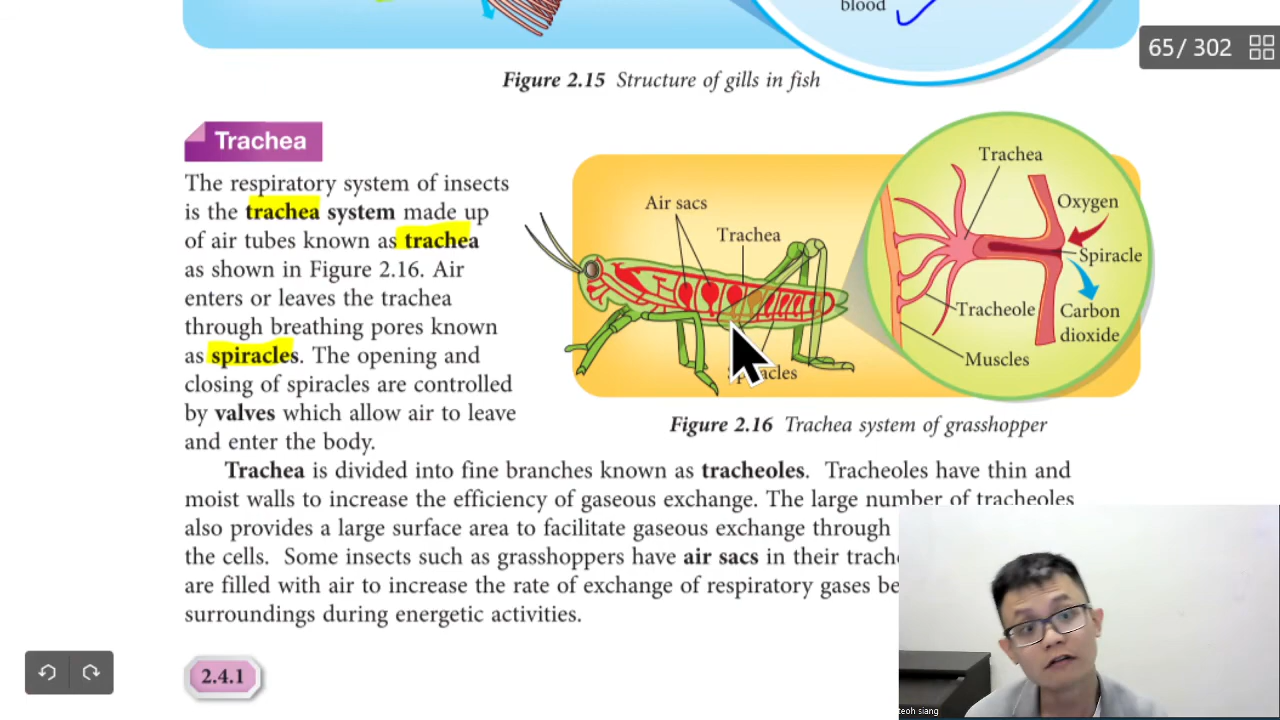 blood
65 / 302
Figure 2.15 Structure of gills in fish
Trachea
The respiratory system of insects
is the trachea system made up
of air tubes known as trachea
as shown in Figure 2.16. Air
enters or leaves the trachea
through breathing pores known
as spiracles. The opening and
closing of spiracles are controlled
by valves which allow air to leave
and enter the body.
Air sacs
Trachea
Trachea
Oxygen
Spiracle
Tracheole
Carbon
dioxide
Muscles
Figure 2.16 Trachea system of grasshopper
Trachea is divided into fine branches known as tracheoles. Tracheoles have thin and
moist walls to increase the efficiency of gaseous exchange. The large number of tracheoles
also provides a large surface area to facilitate gaseous exchange through
the cells. Some insects such as grasshoppers have air sacs in their
are filled with air to increase the rate of exchange of respiratory gases
surroundings during energetic activities.
2.4.1
teoh siang